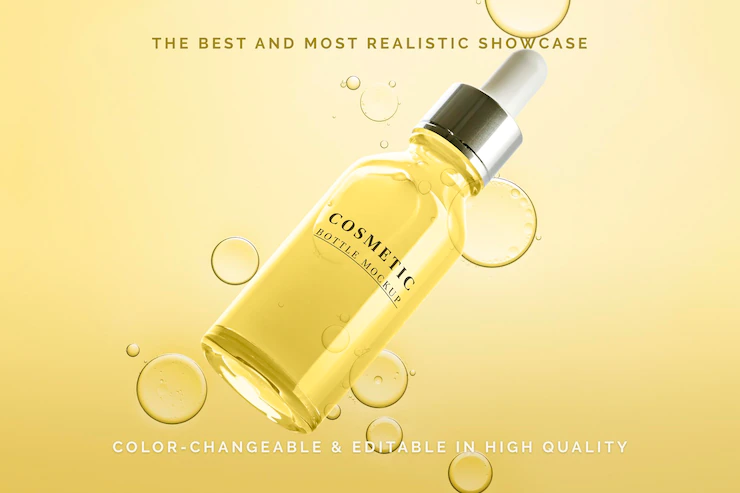 THE BEST AND MOST REALISTIC SHOWCASE
COSMETIC
BOTTLE MOCKUP
COLOR-CHANGEABLE & EDITABLE IN HIGH QUALITY